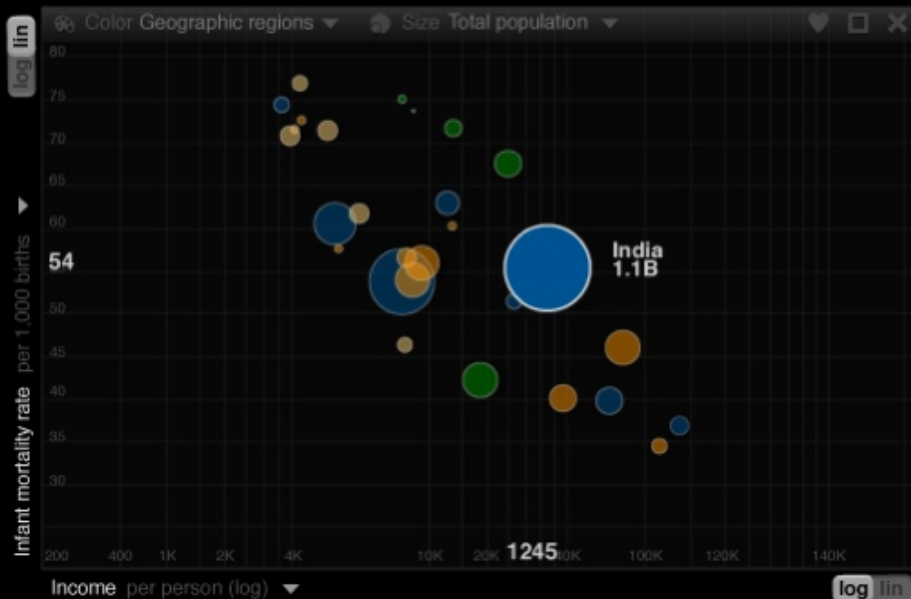 Color Geographic regions
Size Total population
lin
log
80
75
70
65
60
54
50
45
40
35
30
India
1.1B
Infant mortality rate per 1,000 births
200 400 1K 2K 4K 10K 20K 1245 40K 100K 120K 140K
Income per person (log)
log lin